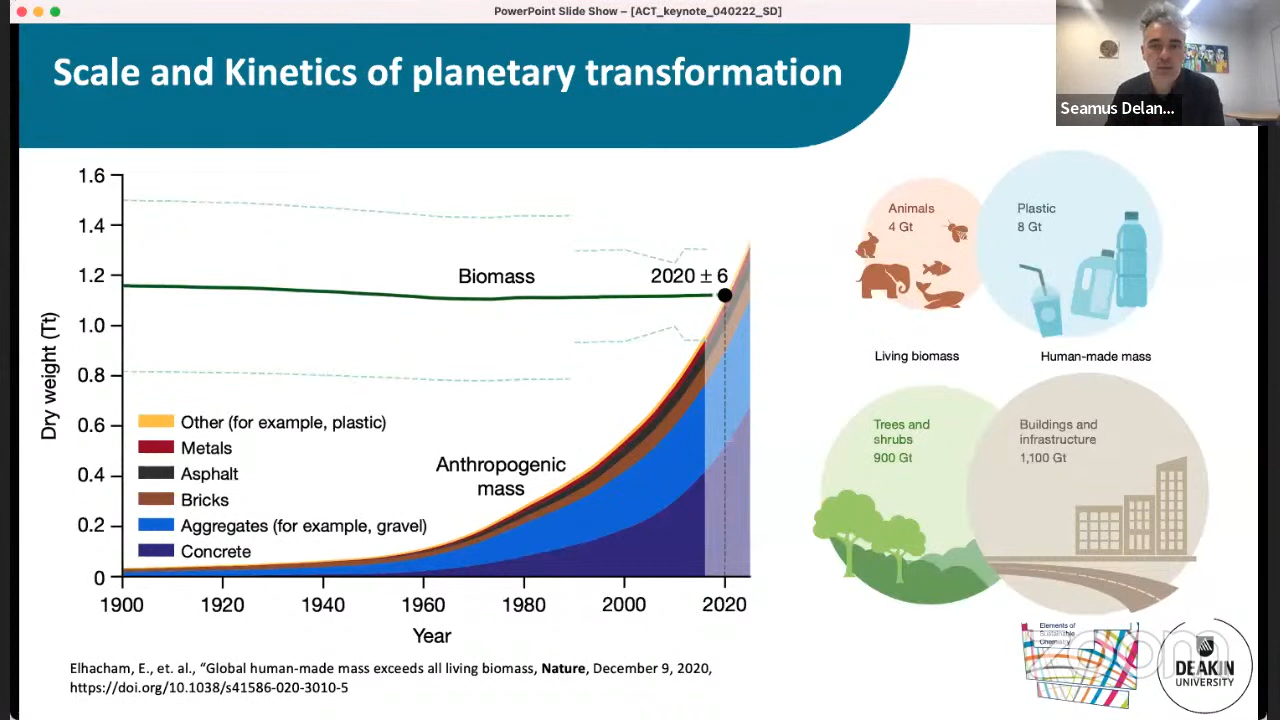 PowerPoint Slide Show – [ACT_keynote_040222_SD]
Scale and Kinetics of planetary transformation
Seamus Delan...
1.6
1.4
1.2
1.0
0.8
0.6
0.4
0.2
0
Dry weight (Tt)
Biomass
2020 ± 6
Anthropogenic
mass
Other (for example, plastic)
Metals
Asphalt
Bricks
Aggregates (for example, gravel)
Concrete
1900
1920
1940
1960
1980
2000
2020
Year
Animals
4 Gt
Plastic
8 Gt
Living biomass
Human-made mass
Trees and
shrubs
900 Gt
Buildings and
infrastructure
1,100 Gt
Elhacham, E., et. al., “Global human-made mass exceeds all living biomass, Nature, December 9, 2020,
https://doi.org/10.1038/s41586-020-3010-5
Elements of
Sustainable
Chemistry
zoom
DEAKIN
UNIVERSITY